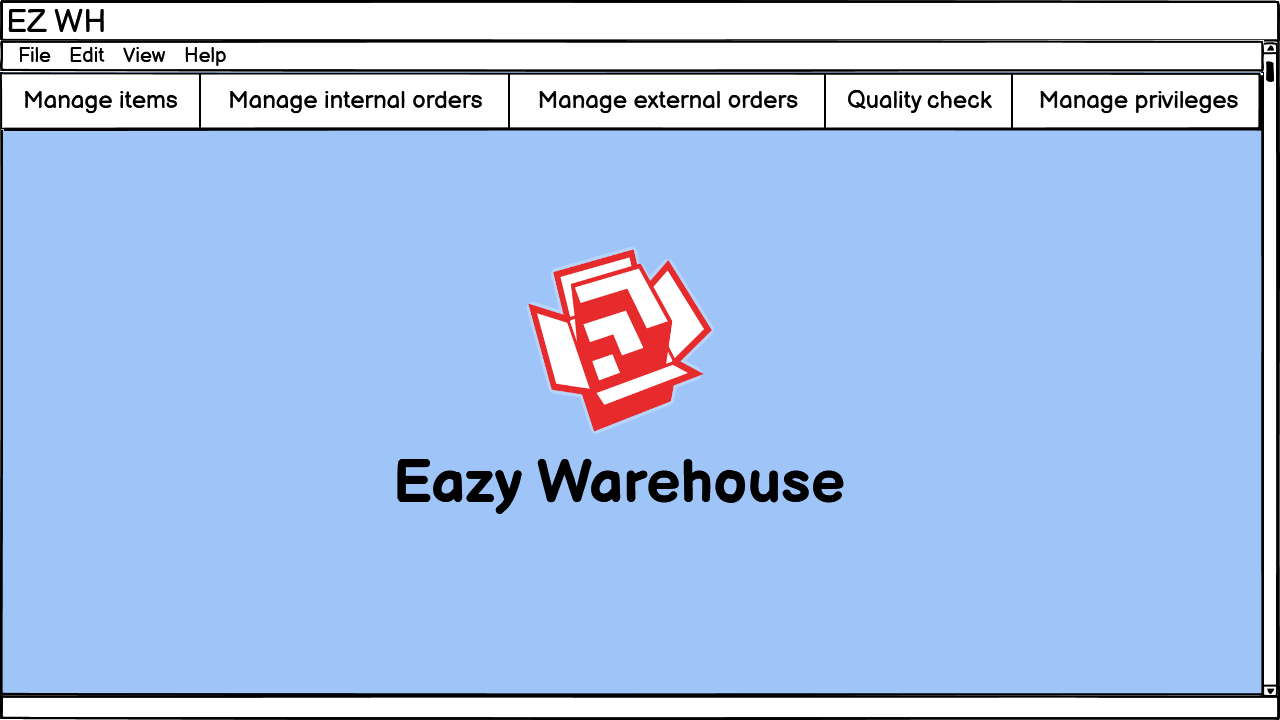 EZ WH
File Edit View Help
Manage items Manage internal orders Manage external orders Quality check Manage privileges
Eazy Warehouse